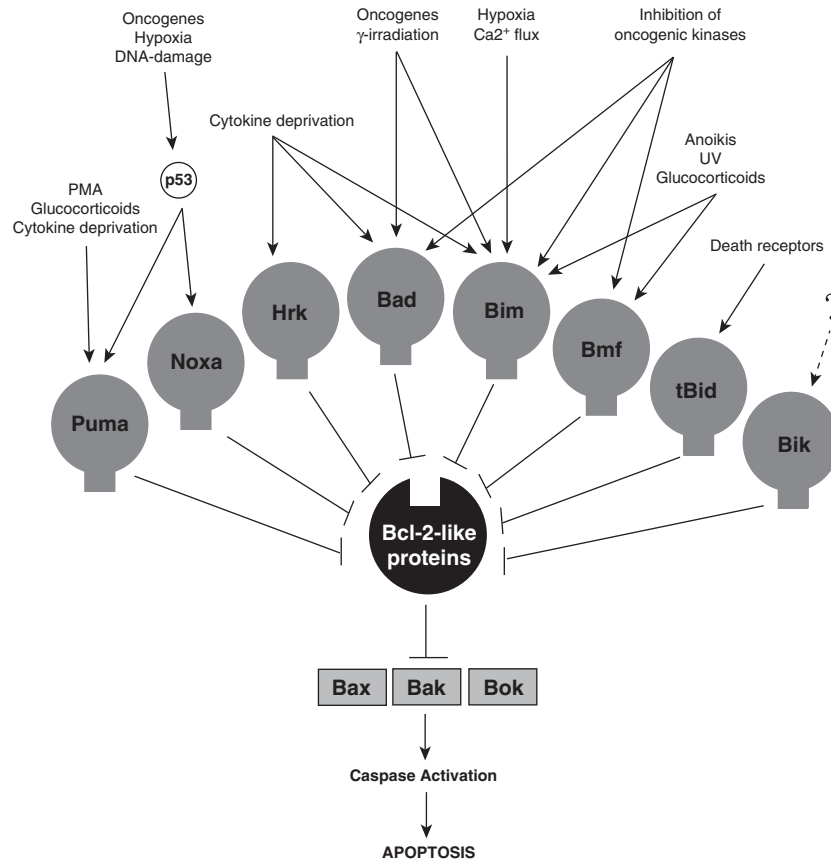 Oncogenes
Hypoxia
DNA-damage
Oncogenes
γ-irradiation
Hypoxia
Ca2+ flux
Inhibition of
oncogenic kinases
Cytokine deprivation
Anoikis
UV
Glucocorticoids
p53
PMA
Glucocorticoids
Cytokine deprivation
Death receptors
?
Hrk
Bad
Bim
Bmf
Noxa
tBid
Puma
Bik
Bcl-2-like
proteins
Bax
Bak
Bok
Caspase Activation
APOPTOSIS